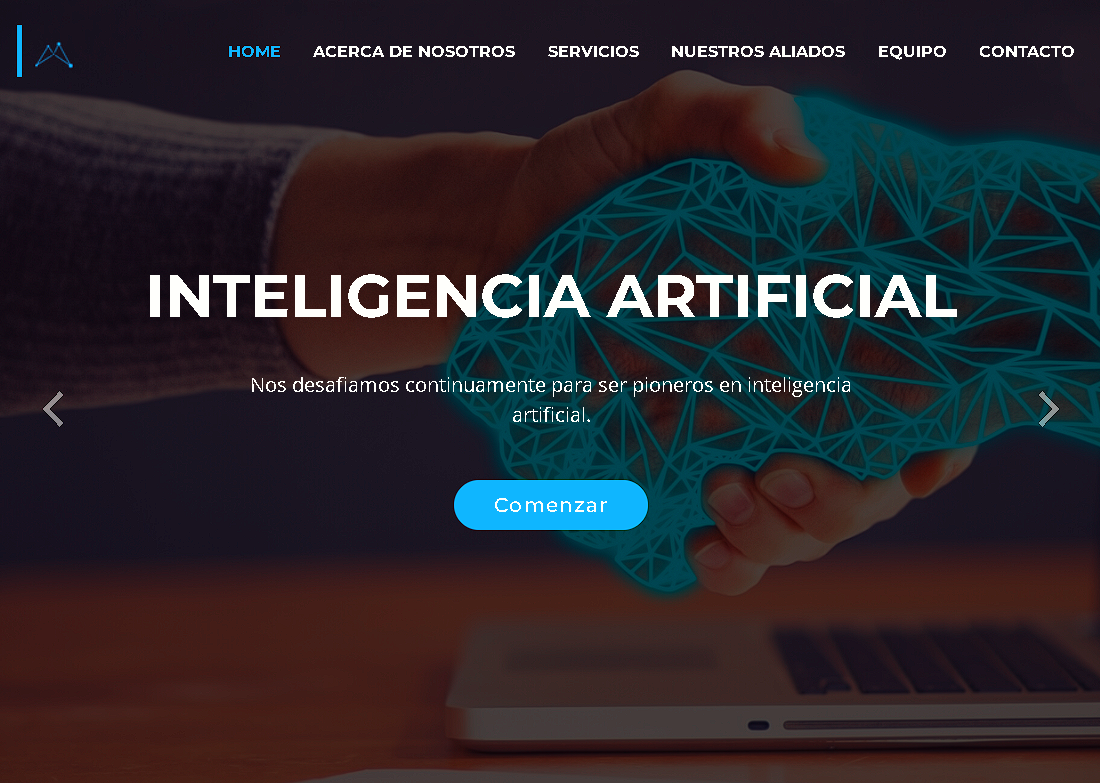 HOME ACERCA DE NOSOTROS SERVICIOS NUESTROS ALIADOS EQUIPO CONTACTO
INTELIGENCIA ARTIFICIAL
Nos desafiamos continuamente para ser pioneros en inteligencia
artificial.
Comenzar